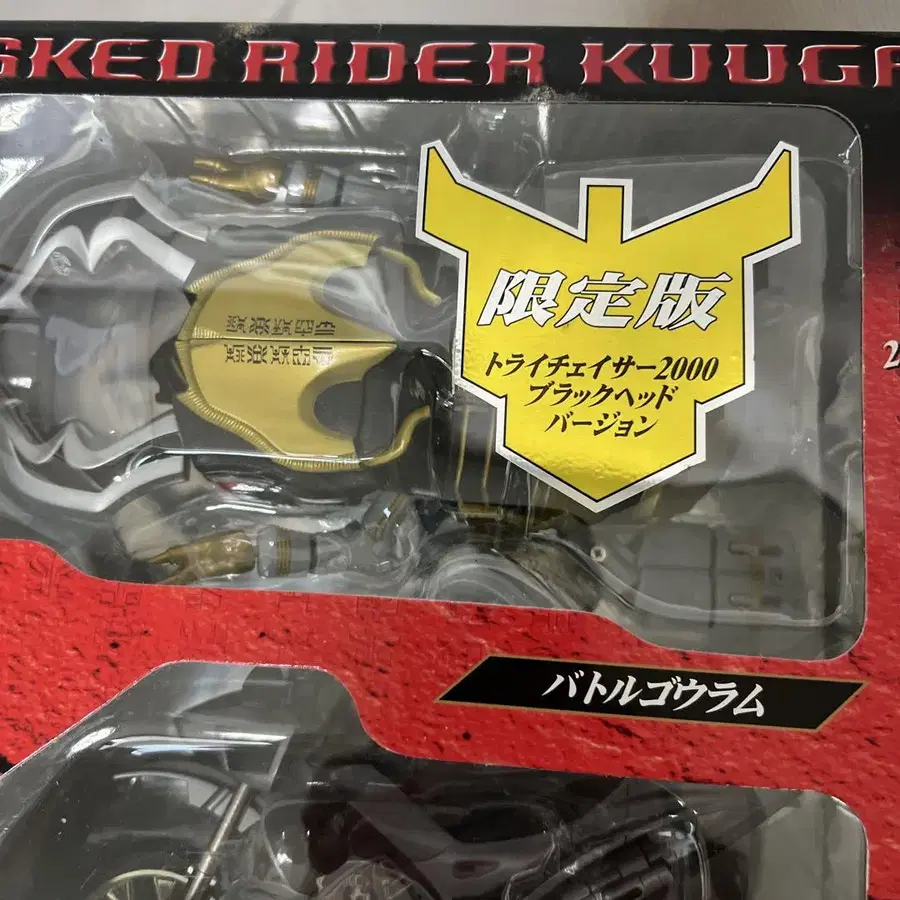 SKED RIDER KUUGA
限定版
トライチェイサー2000
ブラックヘッド
バージョン
バトルゴウラム